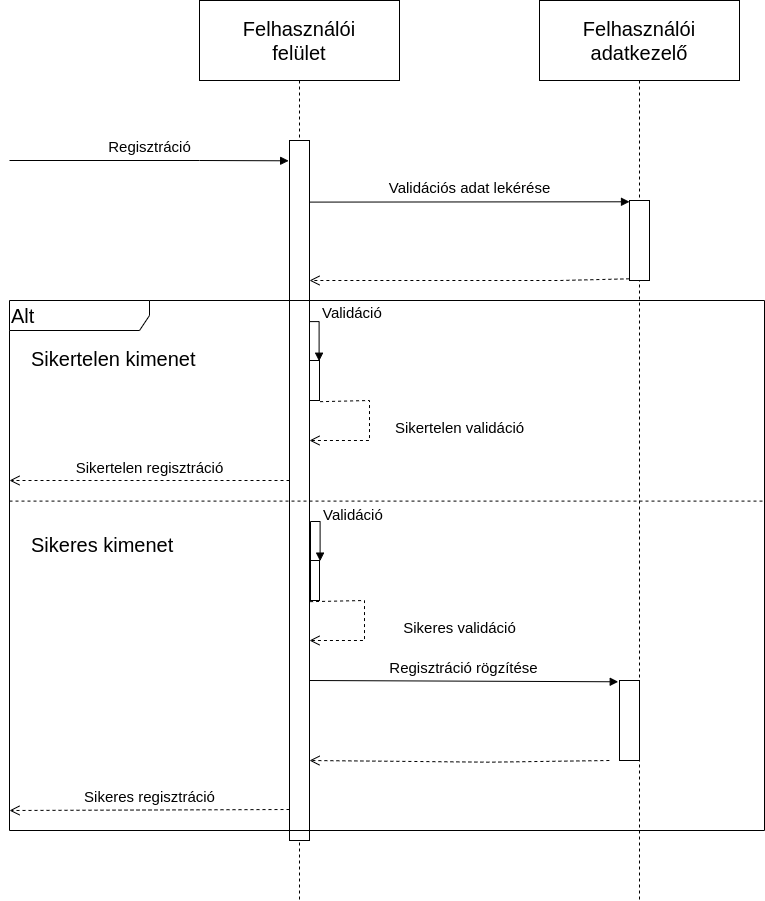 Felhasználói
felület
Felhasználói
adatkezelő
Regisztráció
Validációs adat lekérése
Alt
Validáció
Sikertelen kimenet
Sikertelen validáció
Sikertelen regisztráció
Validáció
Sikeres kimenet
Sikeres validáció
Regisztráció rögzítése
Sikeres regisztráció